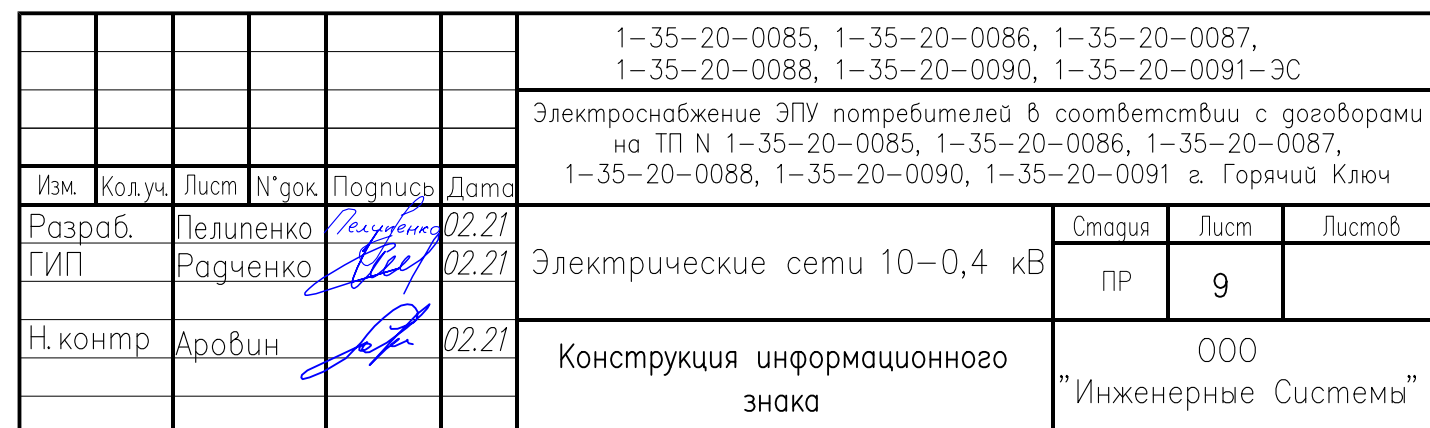 1-35-20-0085, 1-35-20-0086, 1-35-20-0087,
1-35-20-0088, 1-35-20-0090, 1-35-20-0091-ЭС
Электроснабжение ЭПУ потребителей в соответствии с договорами
на ТП N 1-35-20-0085, 1-35-20-0086, 1-35-20-0087,
1-35-20-0088, 1-35-20-0090, 1-35-20-0091 г. Горячий Ключ
Изм. Кол.уч. Лист N°док. Подпись Дата
Разраб. Пелипенко Пелипенко 02.21
ГИП Радченко 02.21
Н.контр Аровин 02.21
Электрические сети 10-0,4 кВ
Стадия Лист Листов
ПР 9
Конструкция информационного
знака
ООО
"Инженерные Системы"